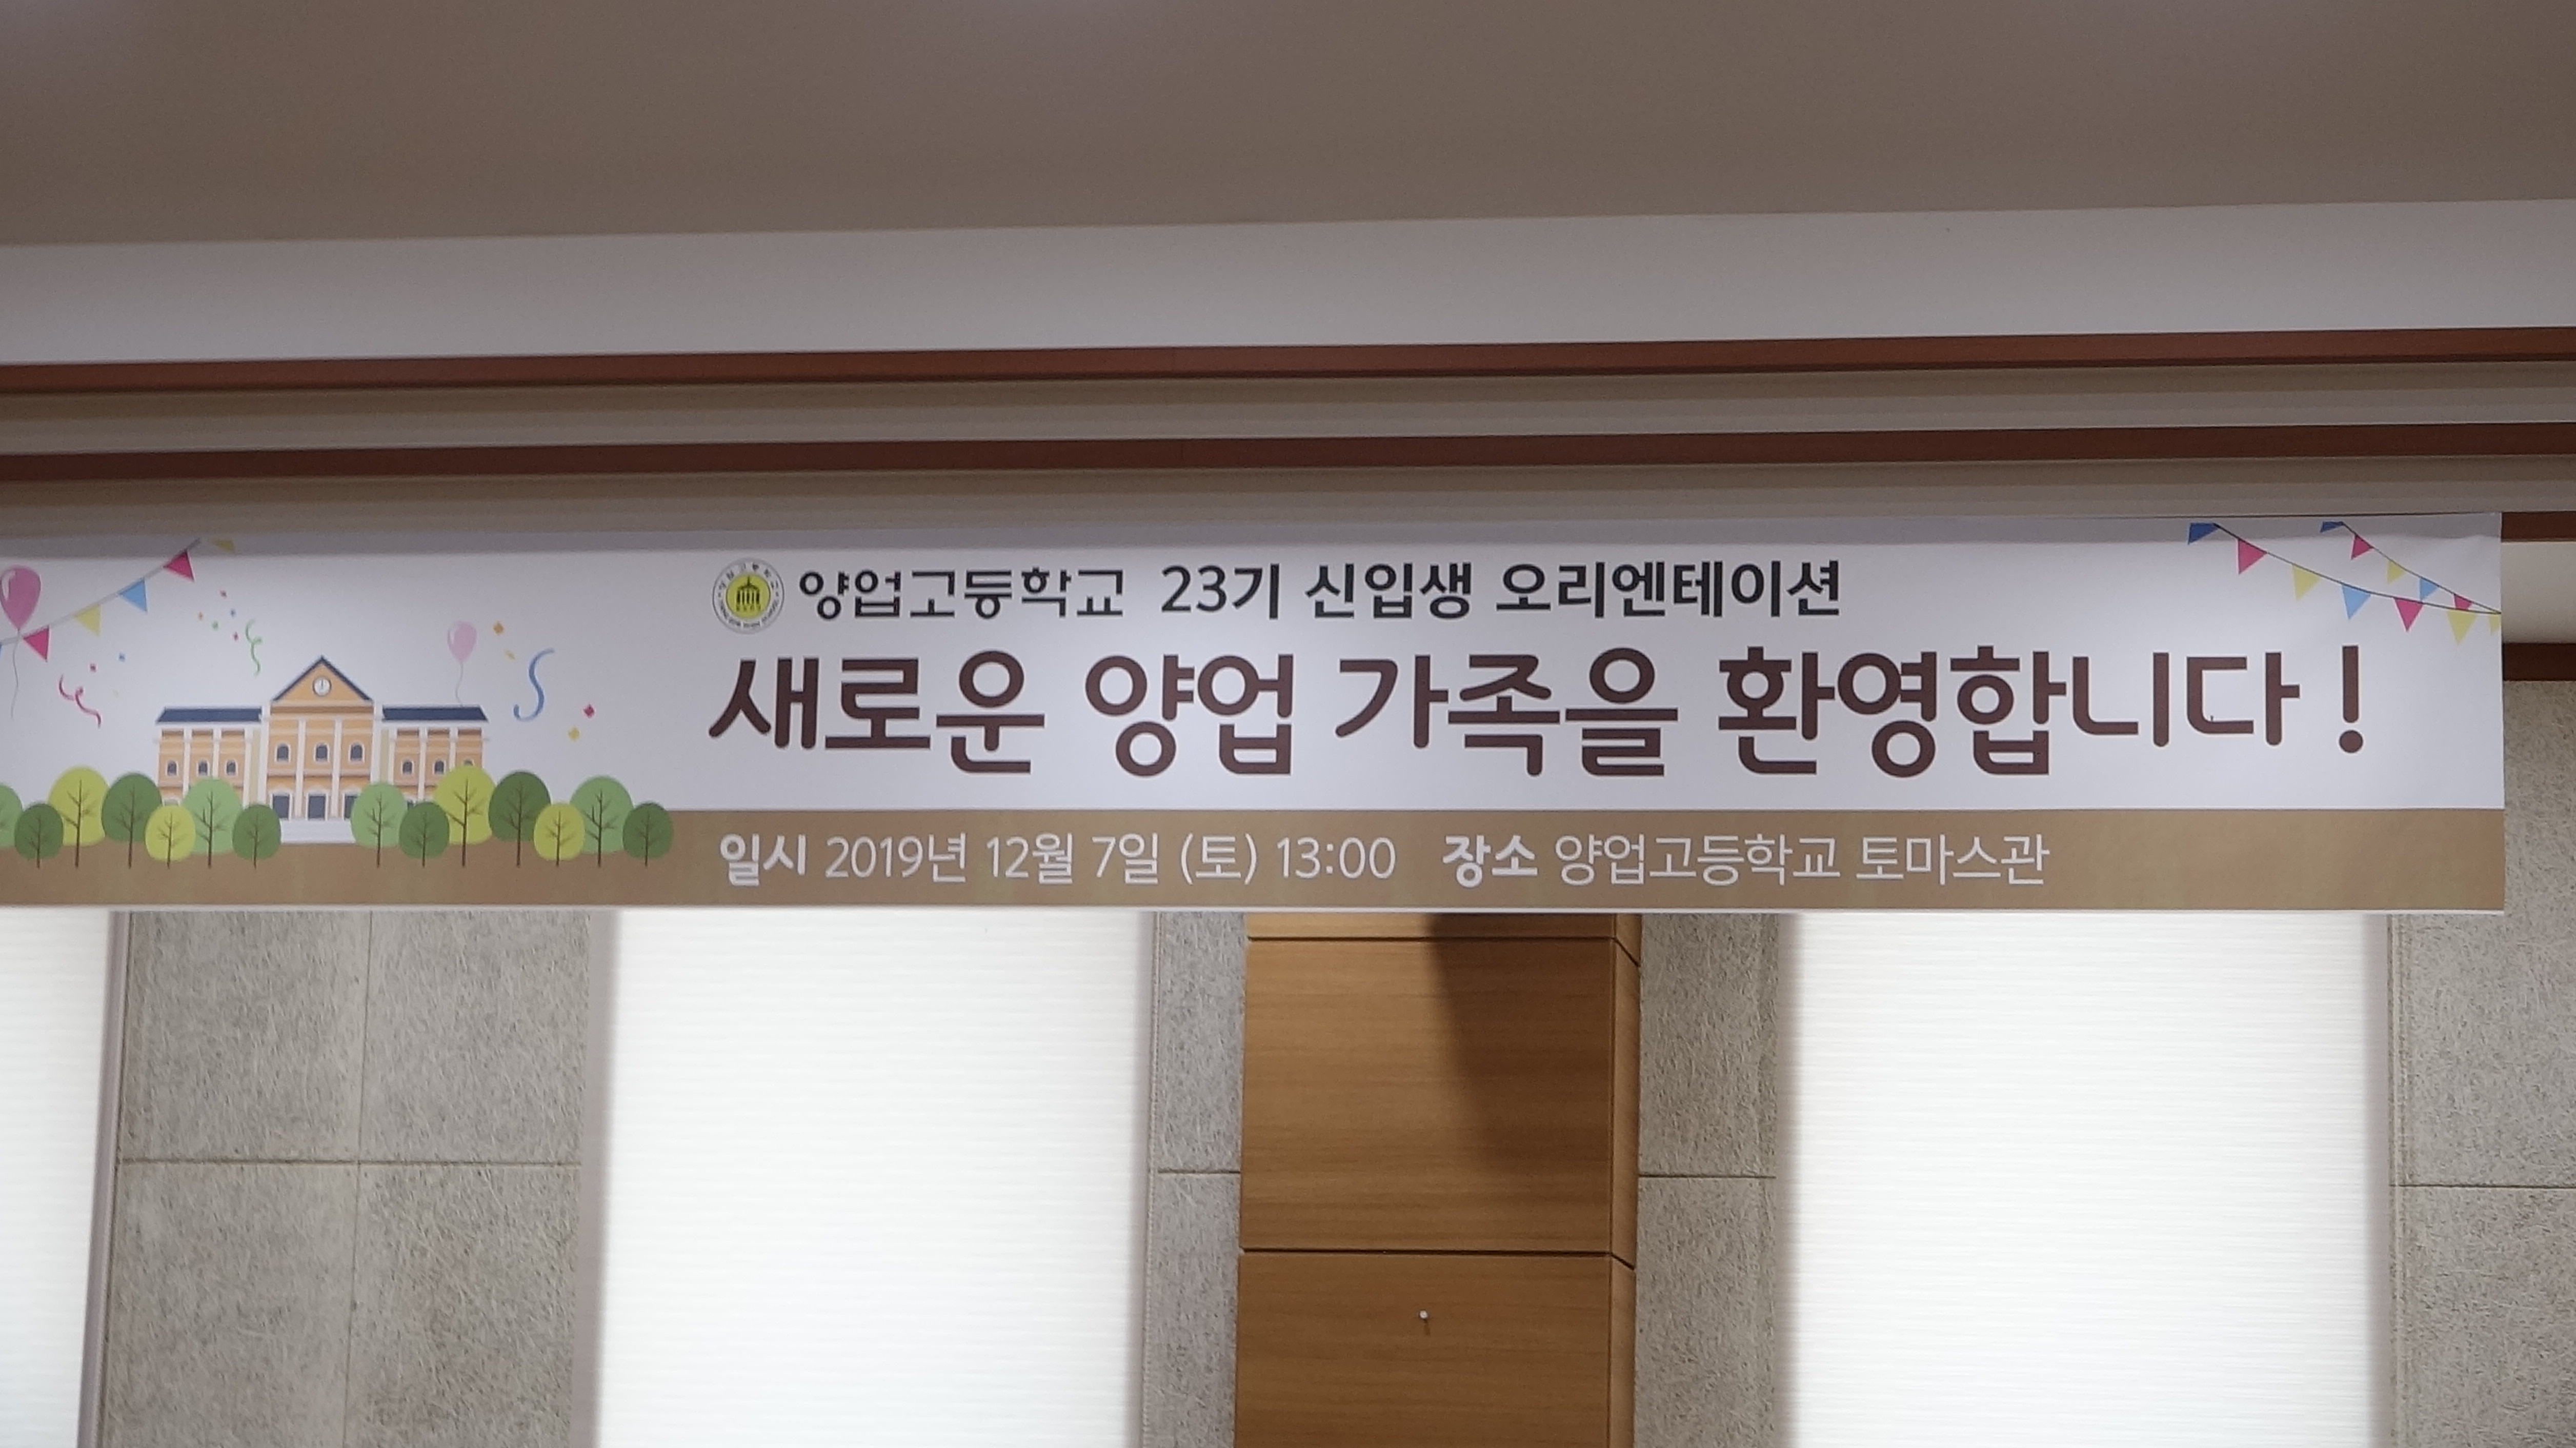 양업고등학교 23기 신입생 오리엔테이션
새로운 양업 가족을 환영합니다!
일시 2019년 12월 7일 (토) 13:00 장소 양업고등학교 토마스관